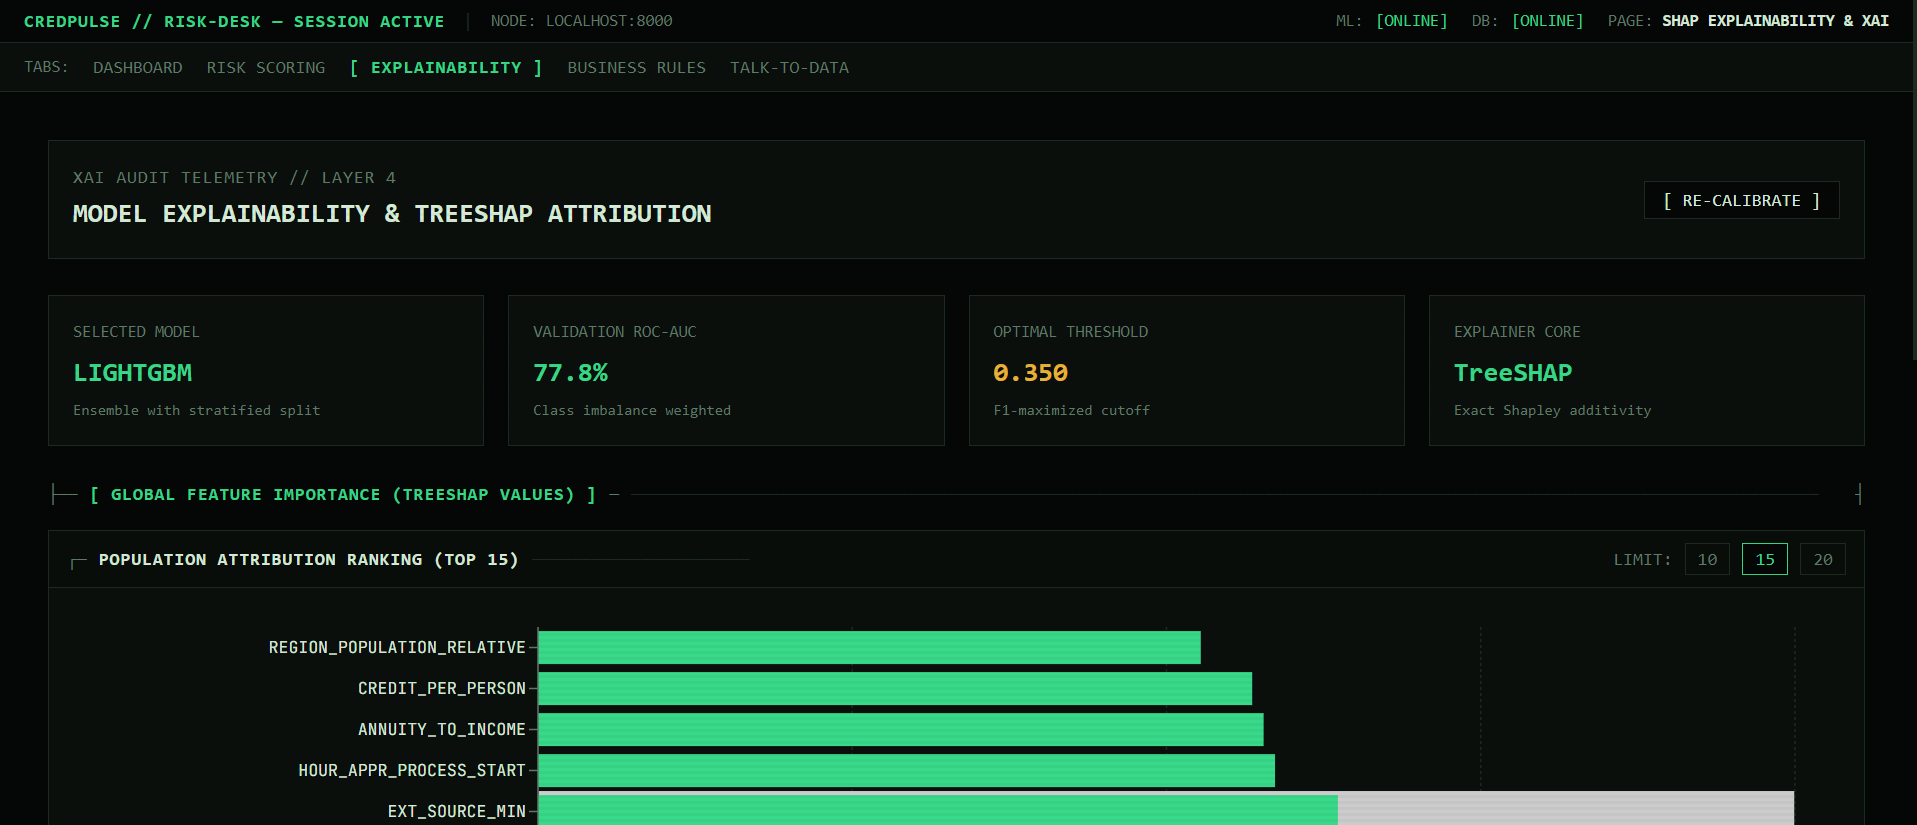 CREDPULSE // RISK-DESK — SESSION ACTIVE
NODE: LOCALHOST:8000
ML: [ONLINE] DB: [ONLINE] PAGE: SHAP EXPLAINABILITY & XAI
TABS: DASHBOARD RISK SCORING [ EXPLAINABILITY ] BUSINESS RULES TALK-TO-DATA
XAI AUDIT TELEMETRY // LAYER 4
MODEL EXPLAINABILITY & TREESHAP ATTRIBUTION
[ RE-CALIBRATE ]
SELECTED MODEL
LIGHTGBM
Ensemble with stratified split
VALIDATION ROC-AUC
77.8%
Class imbalance weighted
OPTIMAL THRESHOLD
0.350
F1-maximized cutoff
EXPLAINER CORE
TreeSHAP
Exact Shapley additivity
[ GLOBAL FEATURE IMPORTANCE (TREESHAP VALUES) ]
POPULATION ATTRIBUTION RANKING (TOP 15)
LIMIT: 10 15 20
REGION_POPULATION_RELATIVE
CREDIT_PER_PERSON
ANNUITY_TO_INCOME
HOUR_APPR_PROCESS_START
EXT_SOURCE_MIN